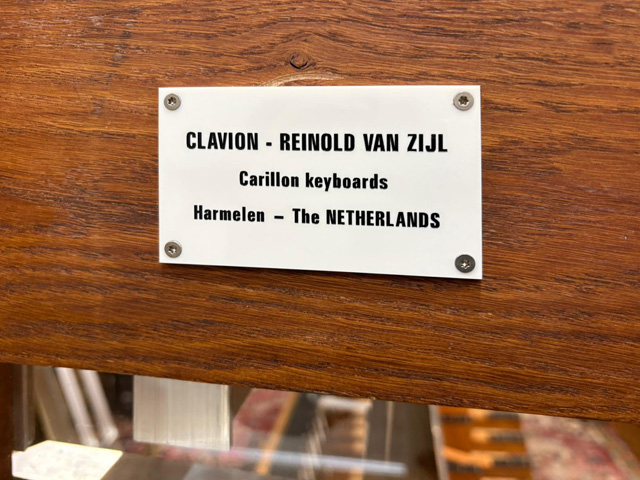 CLAVION - REINOLD VAN ZIJL
Carillon keyboards
Harmelen – The NETHERLANDS